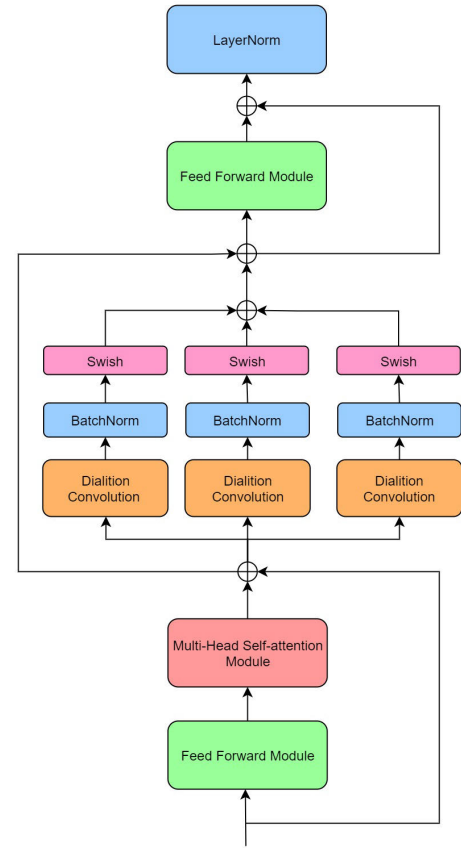 LayerNorm
Feed Forward Module
Swish
Swish
Swish
BatchNorm
BatchNorm
BatchNorm
Dialition
Convolution
Dialition
Convolution
Dialition
Convolution
Multi-Head Self-attention
Module
Feed Forward Module